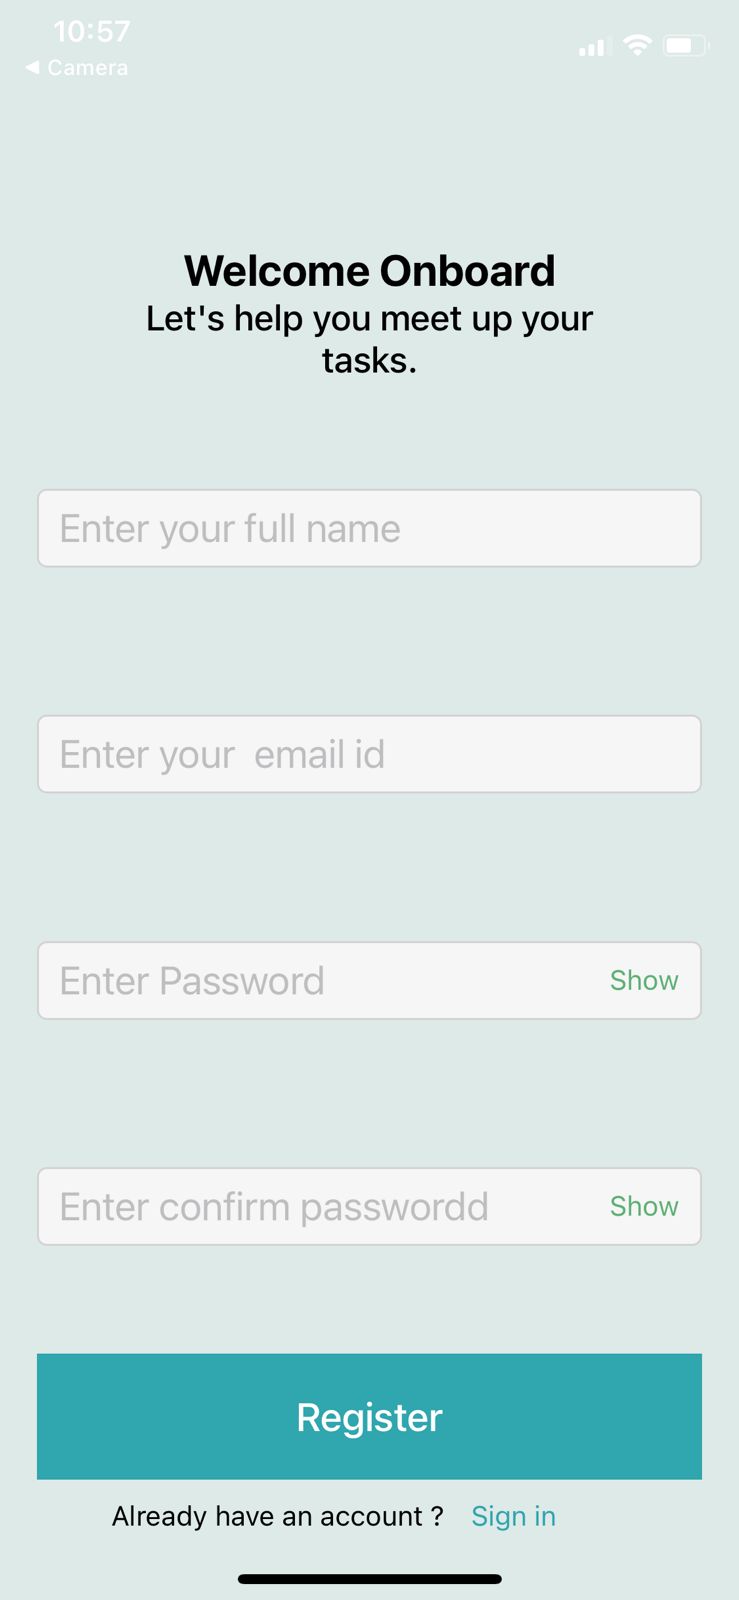 10:57
◀ Camera
Welcome Onboard
Let's help you meet up your
tasks.
Enter your full name
Enter your  email id
Enter Password
Show
Enter confirm passwordd
Show
Register
Already have an account ? Sign in